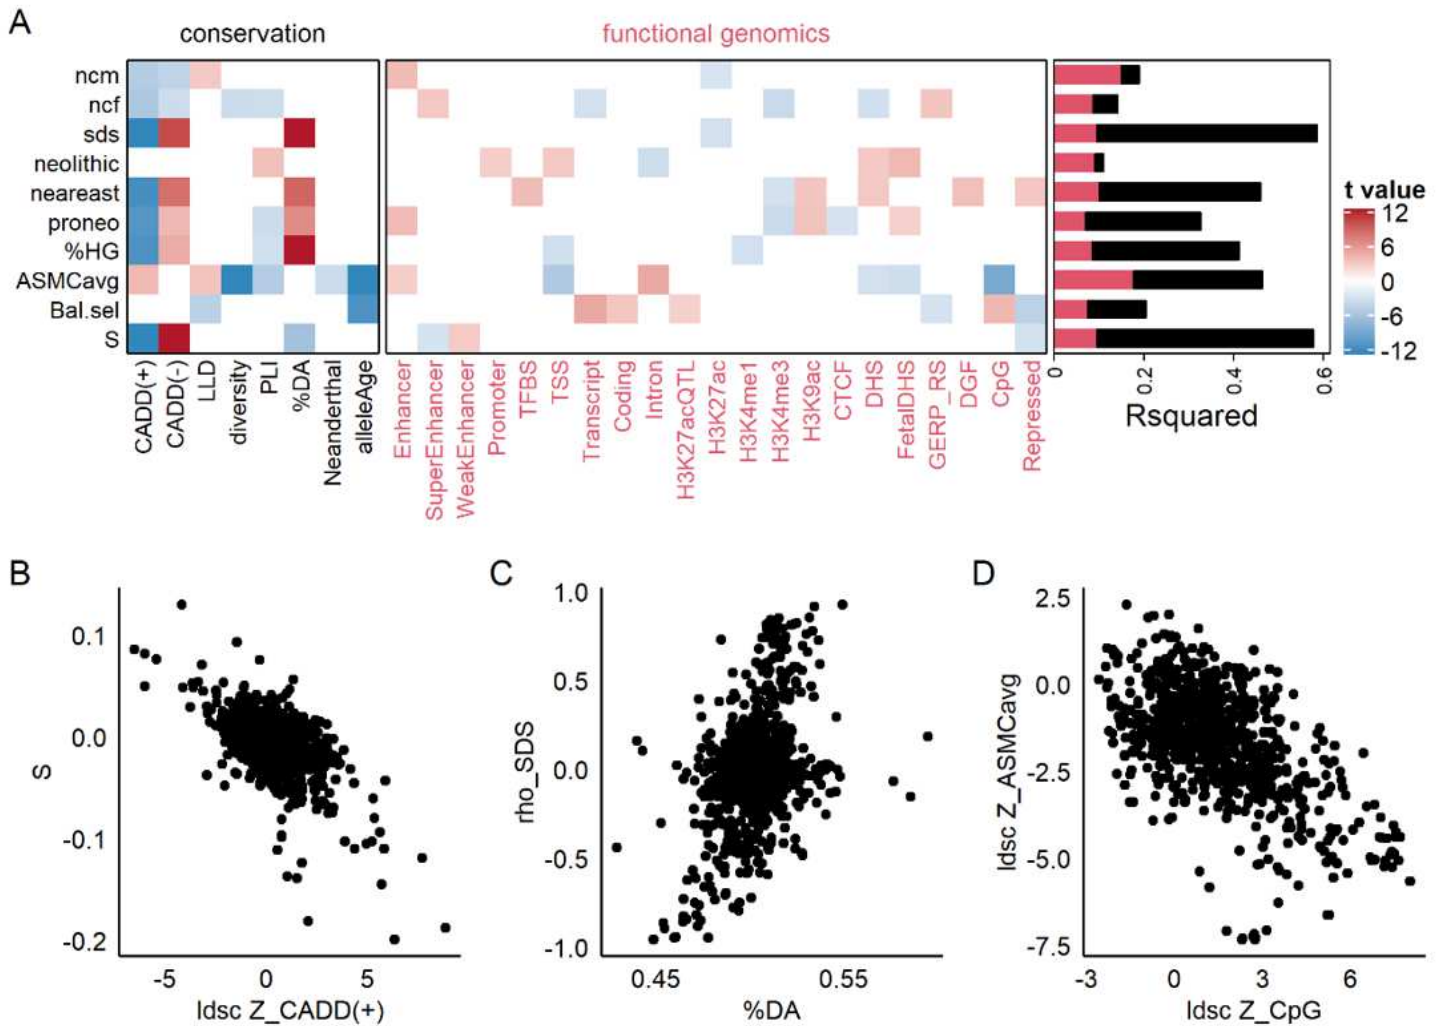 A
conservation
functional genomics
ncm
ncf
sds
neolithic
neareast
proneo
%HG
ASMCavg
Bal.sel
S
CADD(+)
CADD(-)
LLD
diversity
PLI
%DA
Neanderthal
alleleAge
Enhancer
SuperEnhancer
WeakEnhancer
Promoter
TFBS
TSS
Transcript
Coding
Intron
H3K27acQTL
H3K27ac
H3K4me1
H3K4me3
H3K9ac
CTCF
DHS
FetalDHS
GERP_RS
DGF
CpG
Repressed
0
0.2
0.4
0.6
Rsquared
t value
12
6
0
-6
-12
B
S
0.1
0.0
-0.1
-0.2
-5
0
5
ldsc Z_CADD(+)
C
rho_SDS
1.0
0.5
0.0
-0.5
-1.0
0.45
0.55
%DA
D
ldsc Z_ASMCavg
2.5
0.0
-2.5
-5.0
-7.5
-3
0
3
6
ldsc Z_CpG